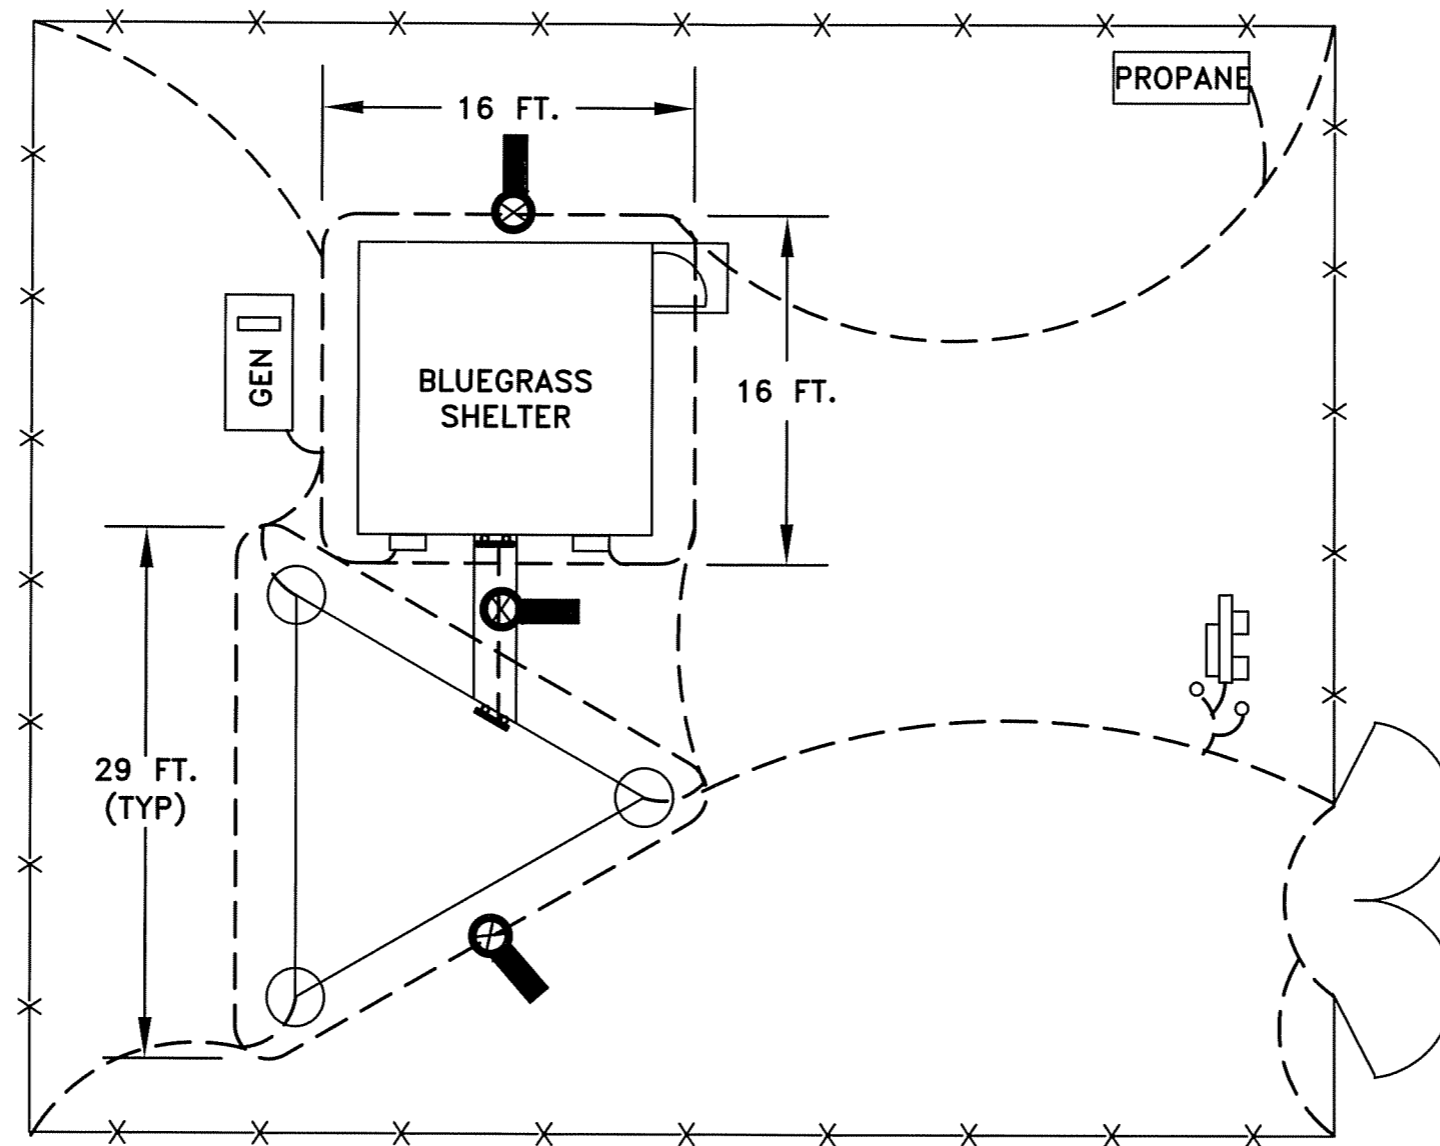 PROPANE
16 FT.
GEN
BLUEGRASS
SHELTER
16 FT.
29 FT.
(TYP)